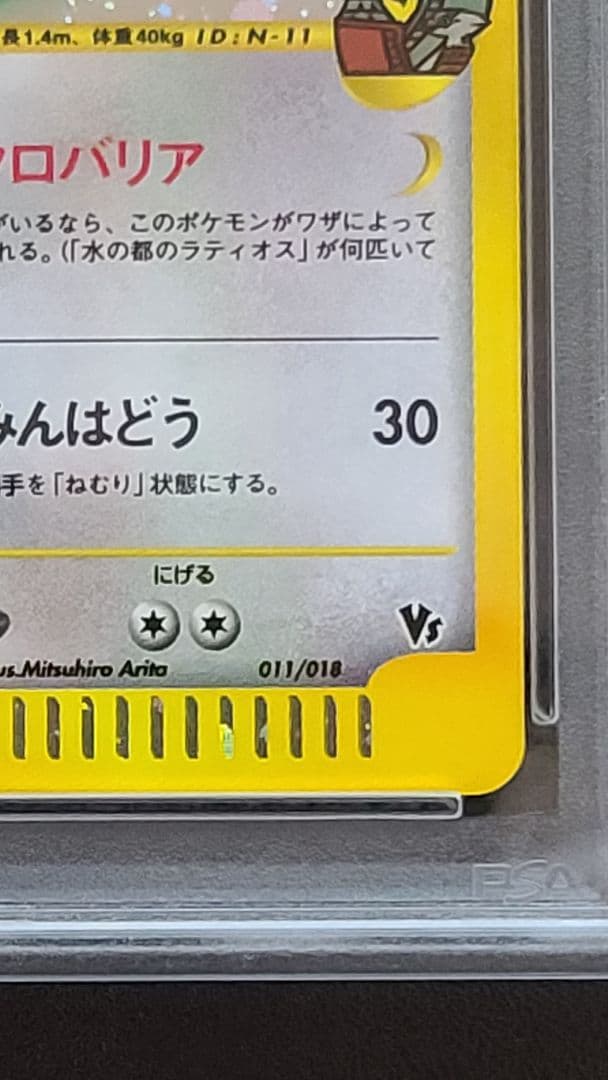 長1.4m、体重40kg ID:N-11
ロバリア
いるなら、このポケモンがワザによって
れる。(「水の都のラティオス」が何匹いて
みんはどう 30
手を「ねむり」状態にする。
にげる
Vs
us.Mitsuhiro Arita 011/018
PSA